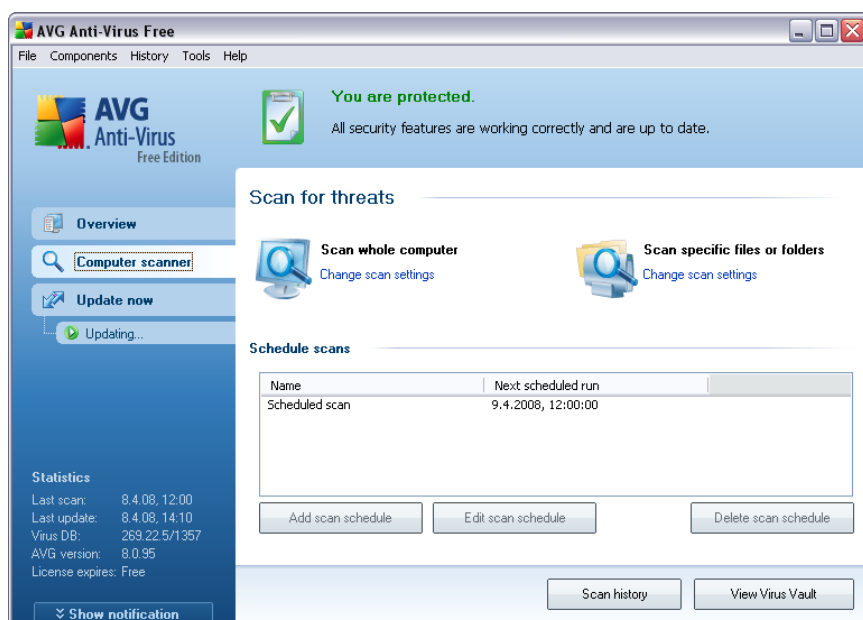 AVG Anti-Virus Free
File Components History Tools Help
AVG
Anti-Virus
Free Edition
You are protected.
All security features are working correctly and are up to date.
Overview
Computer scanner
Update now
Updating...
Scan for threats
Scan whole computer
Change scan settings
Scan specific files or folders
Change scan settings
Schedule scans
Name Next scheduled run
Scheduled scan 9.4.2008, 12:00:00
Add scan schedule Edit scan schedule Delete scan schedule
Statistics
Last scan: 8.4.08, 12:00
Last update: 8.4.08, 14:10
Virus DB: 269.22.5/1357
AVG version: 8.0.95
License expires: Free
Show notification
Scan history View Virus Vault